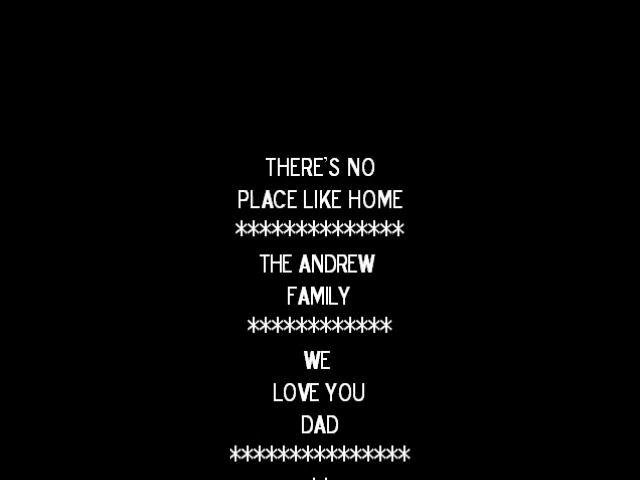 THERE'S NO
PLACE LIKE HOME
**************
THE ANDREW
FAMILY
************
WE
LOVE YOU
DAD
***************